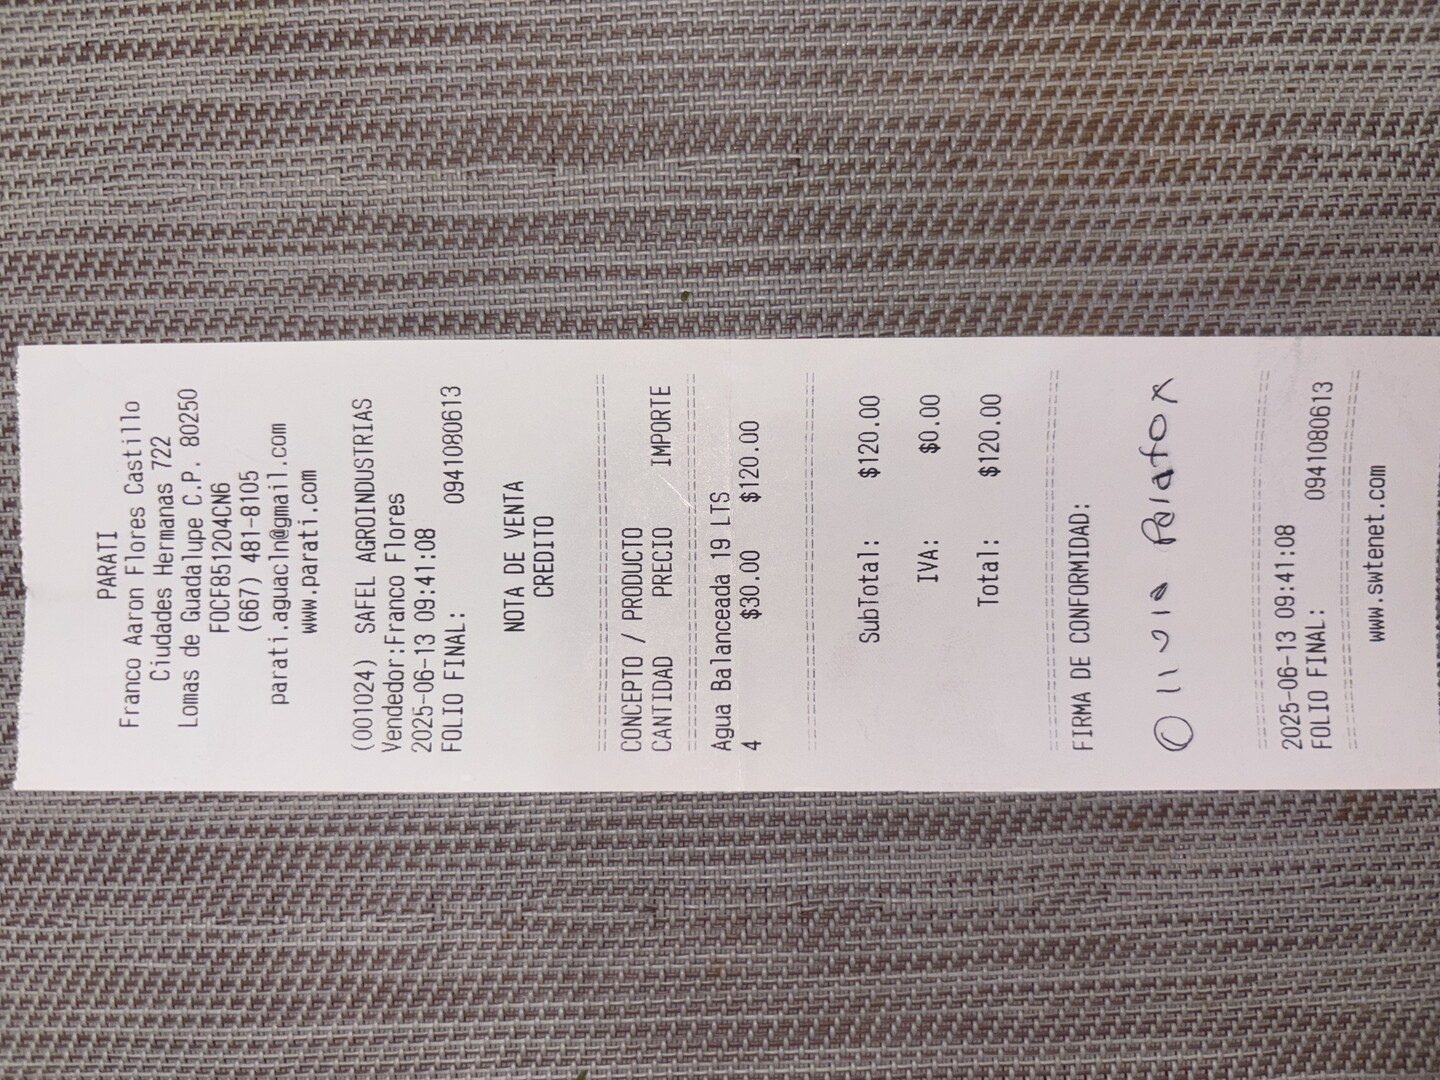 PARATI
Franco Aaron Flores Castillo
Ciudades Hermanas 722
Lomas de Guadalupe C.P. 80250
FOCF851204CN6
(667) 481-8105
parati.aguacln@gmail.com
www.parati.com
(001024) SAFEL AGROINDUSTRIAS
Vendedor:Franco Flores
2025-06-13 09:41:08
FOLIO FINAL: 0941080613
NOTA DE VENTA
CREDITO
CONCEPTO / PRODUCTO
CANTIDAD PRECIO IMPORTE
Agua Balanceada 19 LTS
4 $30.00 $120.00
SubTotal: $120.00
IVA: $0.00
Total: $120.00
FIRMA DE CONFORMIDAD:
Olivia Palafox
2025-06-13 09:41:08
FOLIO FINAL: 0941080613
www.swtenet.com